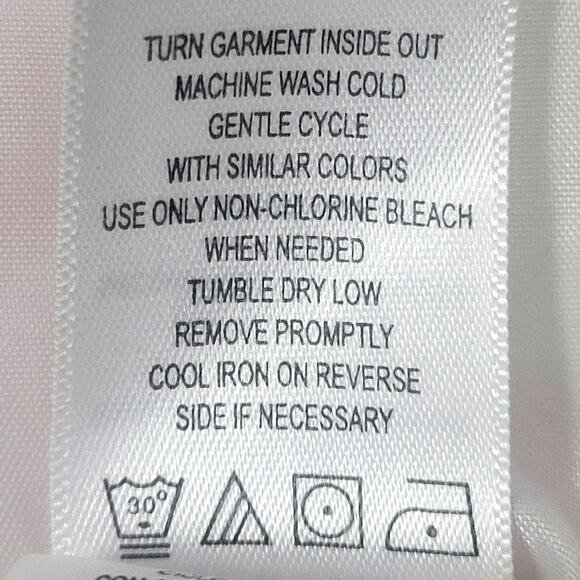 TURN GARMENT INSIDE OUT
MACHINE WASH COLD
GENTLE CYCLE
WITH SIMILAR COLORS
USE ONLY NON-CHLORINE BLEACH
WHEN NEEDED
TUMBLE DRY LOW
REMOVE PROMPTLY
COOL IRON ON REVERSE
SIDE IF NECESSARY
30°